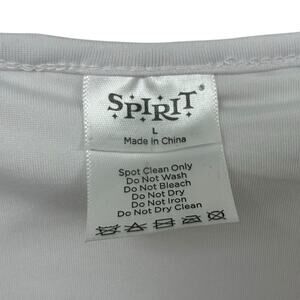 SPIRIT®
L
Made in China
Spot Clean Only
Do Not Wash
Do Not Bleach
Do Not Dry
Do Not Iron
Do Not Dry Clean